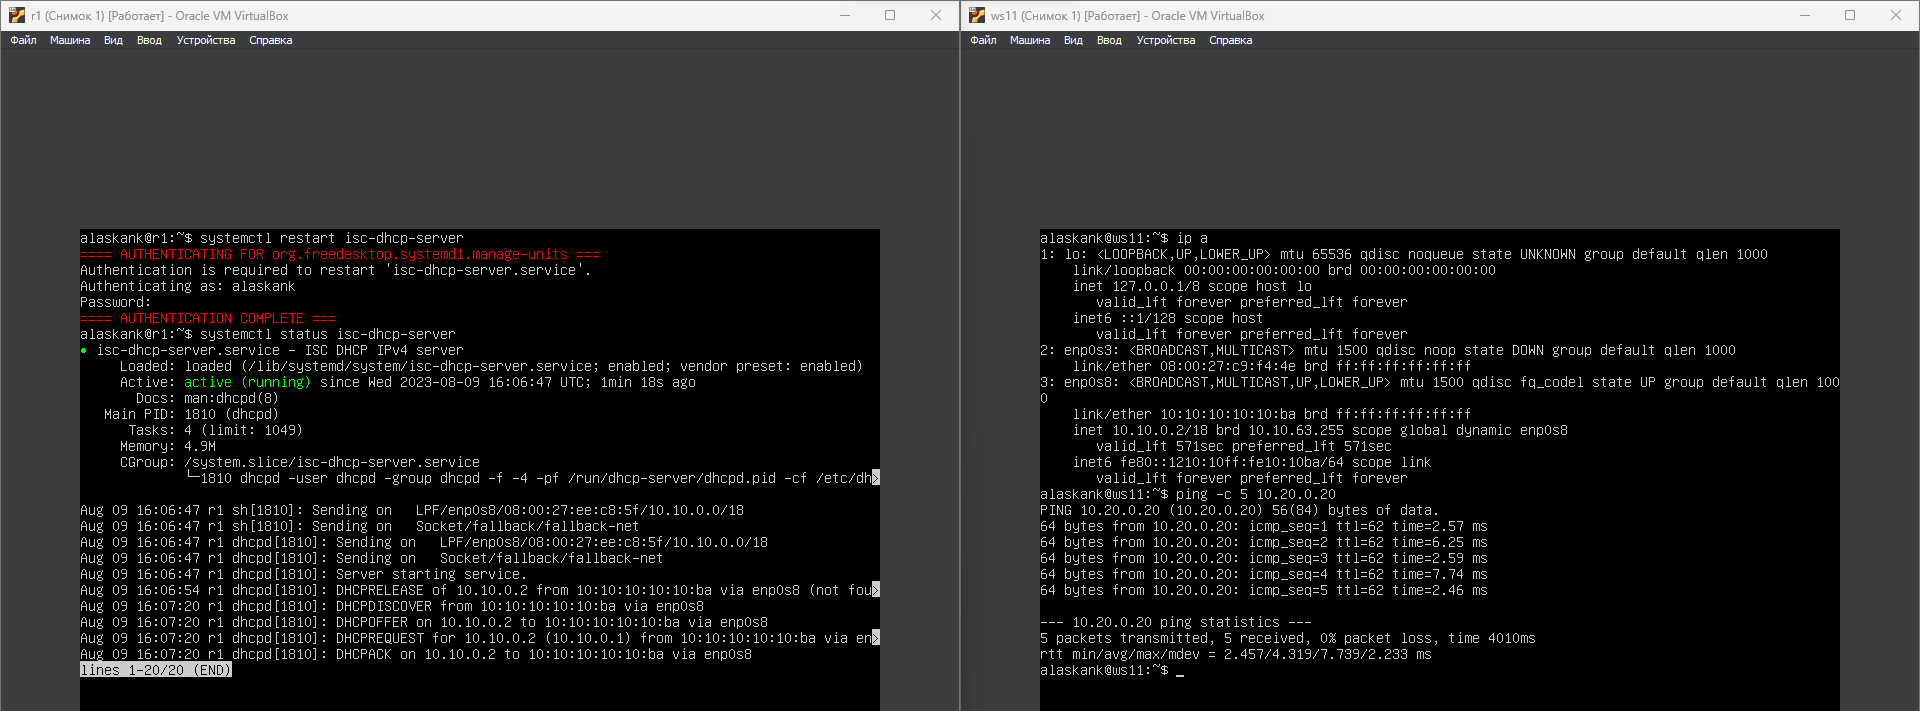 r1 (Снимок 1) [Работает] - Oracle VM VirtualBox
Файл Машина Вид Ввод Устройства Справка
alaskank@r1:~$ systemctl restart isc-dhcp-server
==== AUTHENTICATING FOR org.freedesktop.systemd1.manage-units ===
Authentication is required to restart 'isc-dhcp-server.service'.
Authenticating as: alaskank
Password:
==== AUTHENTICATION COMPLETE ===
alaskank@r1:~$ systemctl status isc-dhcp-server
● isc-dhcp-server.service - ISC DHCP IPv4 server
Loaded: loaded (/lib/systemd/system/isc-dhcp-server.service; enabled; vendor preset: enabled)
Active: active (running) since Wed 2023-08-09 16:06:47 UTC; 1min 18s ago
Docs: man:dhcpd(8)
Main PID: 1810 (dhcpd)
Tasks: 4 (limit: 1049)
Memory: 4.9M
CGroup: /system.slice/isc-dhcp-server.service
└─1810 dhcpd -user dhcpd -group dhcpd -f -4 -pf /run/dhcp-server/dhcpd.pid -cf /etc/dh>
Aug 09 16:06:47 r1 sh[1810]: Sending on   LPF/enp0s8/08:00:27:ee:c8:5f/10.10.0.0/18
Aug 09 16:06:47 r1 sh[1810]: Sending on   Socket/fallback/fallback-net
Aug 09 16:06:47 r1 dhcpd[1810]: Sending on   LPF/enp0s8/08:00:27:ee:c8:5f/10.10.0.0/18
Aug 09 16:06:47 r1 dhcpd[1810]: Sending on   Socket/fallback/fallback-net
Aug 09 16:06:47 r1 dhcpd[1810]: Server starting service.
Aug 09 16:06:54 r1 dhcpd[1810]: DHCPRELEASE of 10.10.0.2 from 10:10:10:10:10:ba via enp0s8 (not fou>
Aug 09 16:07:20 r1 dhcpd[1810]: DHCPDISCOVER from 10:10:10:10:10:ba via enp0s8
Aug 09 16:07:20 r1 dhcpd[1810]: DHCPOFFER on 10.10.0.2 to 10:10:10:10:10:ba via enp0s8
Aug 09 16:07:20 r1 dhcpd[1810]: DHCPREQUEST for 10.10.0.2 (10.10.0.1) from 10:10:10:10:10:ba via en>
Aug 09 16:07:20 r1 dhcpd[1810]: DHCPACK on 10.10.0.2 to 10:10:10:10:10:ba via enp0s8
lines 1-20/20 (END)
ws11 (Снимок 1) [Работает] - Oracle VM VirtualBox
Файл Машина Вид Ввод Устройства Справка
alaskank@ws11:~$ ip a
1: lo: <LOOPBACK,UP,LOWER_UP> mtu 65536 qdisc noqueue state UNKNOWN group default qlen 1000
link/loopback 00:00:00:00:00:00 brd 00:00:00:00:00:00
inet 127.0.0.1/8 scope host lo
valid_lft forever preferred_lft forever
inet6 ::1/128 scope host
valid_lft forever preferred_lft forever
2: enp0s3: <BROADCAST,MULTICAST> mtu 1500 qdisc noop state DOWN group default qlen 1000
link/ether 08:00:27:c9:f4:4e brd ff:ff:ff:ff:ff:ff
3: enp0s8: <BROADCAST,MULTICAST,UP,LOWER_UP> mtu 1500 qdisc fq_codel state UP group default qlen 100
0
link/ether 10:10:10:10:10:ba brd ff:ff:ff:ff:ff:ff
inet 10.10.0.2/18 brd 10.10.63.255 scope global dynamic enp0s8
valid_lft 571sec preferred_lft 571sec
inet6 fe80::1210:10ff:fe10:10ba/64 scope link
valid_lft forever preferred_lft forever
alaskank@ws11:~$ ping -c 5 10.20.0.20
PING 10.20.0.20 (10.20.0.20) 56(84) bytes of data.
64 bytes from 10.20.0.20: icmp_seq=1 ttl=62 time=2.57 ms
64 bytes from 10.20.0.20: icmp_seq=2 ttl=62 time=6.25 ms
64 bytes from 10.20.0.20: icmp_seq=3 ttl=62 time=2.59 ms
64 bytes from 10.20.0.20: icmp_seq=4 ttl=62 time=7.74 ms
64 bytes from 10.20.0.20: icmp_seq=5 ttl=62 time=2.46 ms
--- 10.20.0.20 ping statistics ---
5 packets transmitted, 5 received, 0% packet loss, time 4010ms
rtt min/avg/max/mdev = 2.457/4.319/7.739/2.233 ms
alaskank@ws11:~$ _